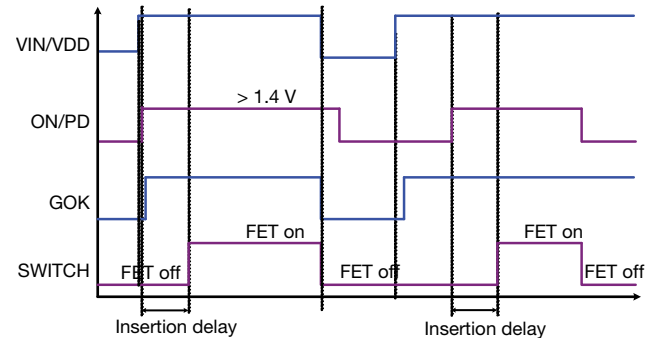 VIN/VDD
> 1.4 V
ON/PD
GOK
FET on
FET on
SWITCH
FET off
FET off
FET off
Insertion delay
Insertion delay